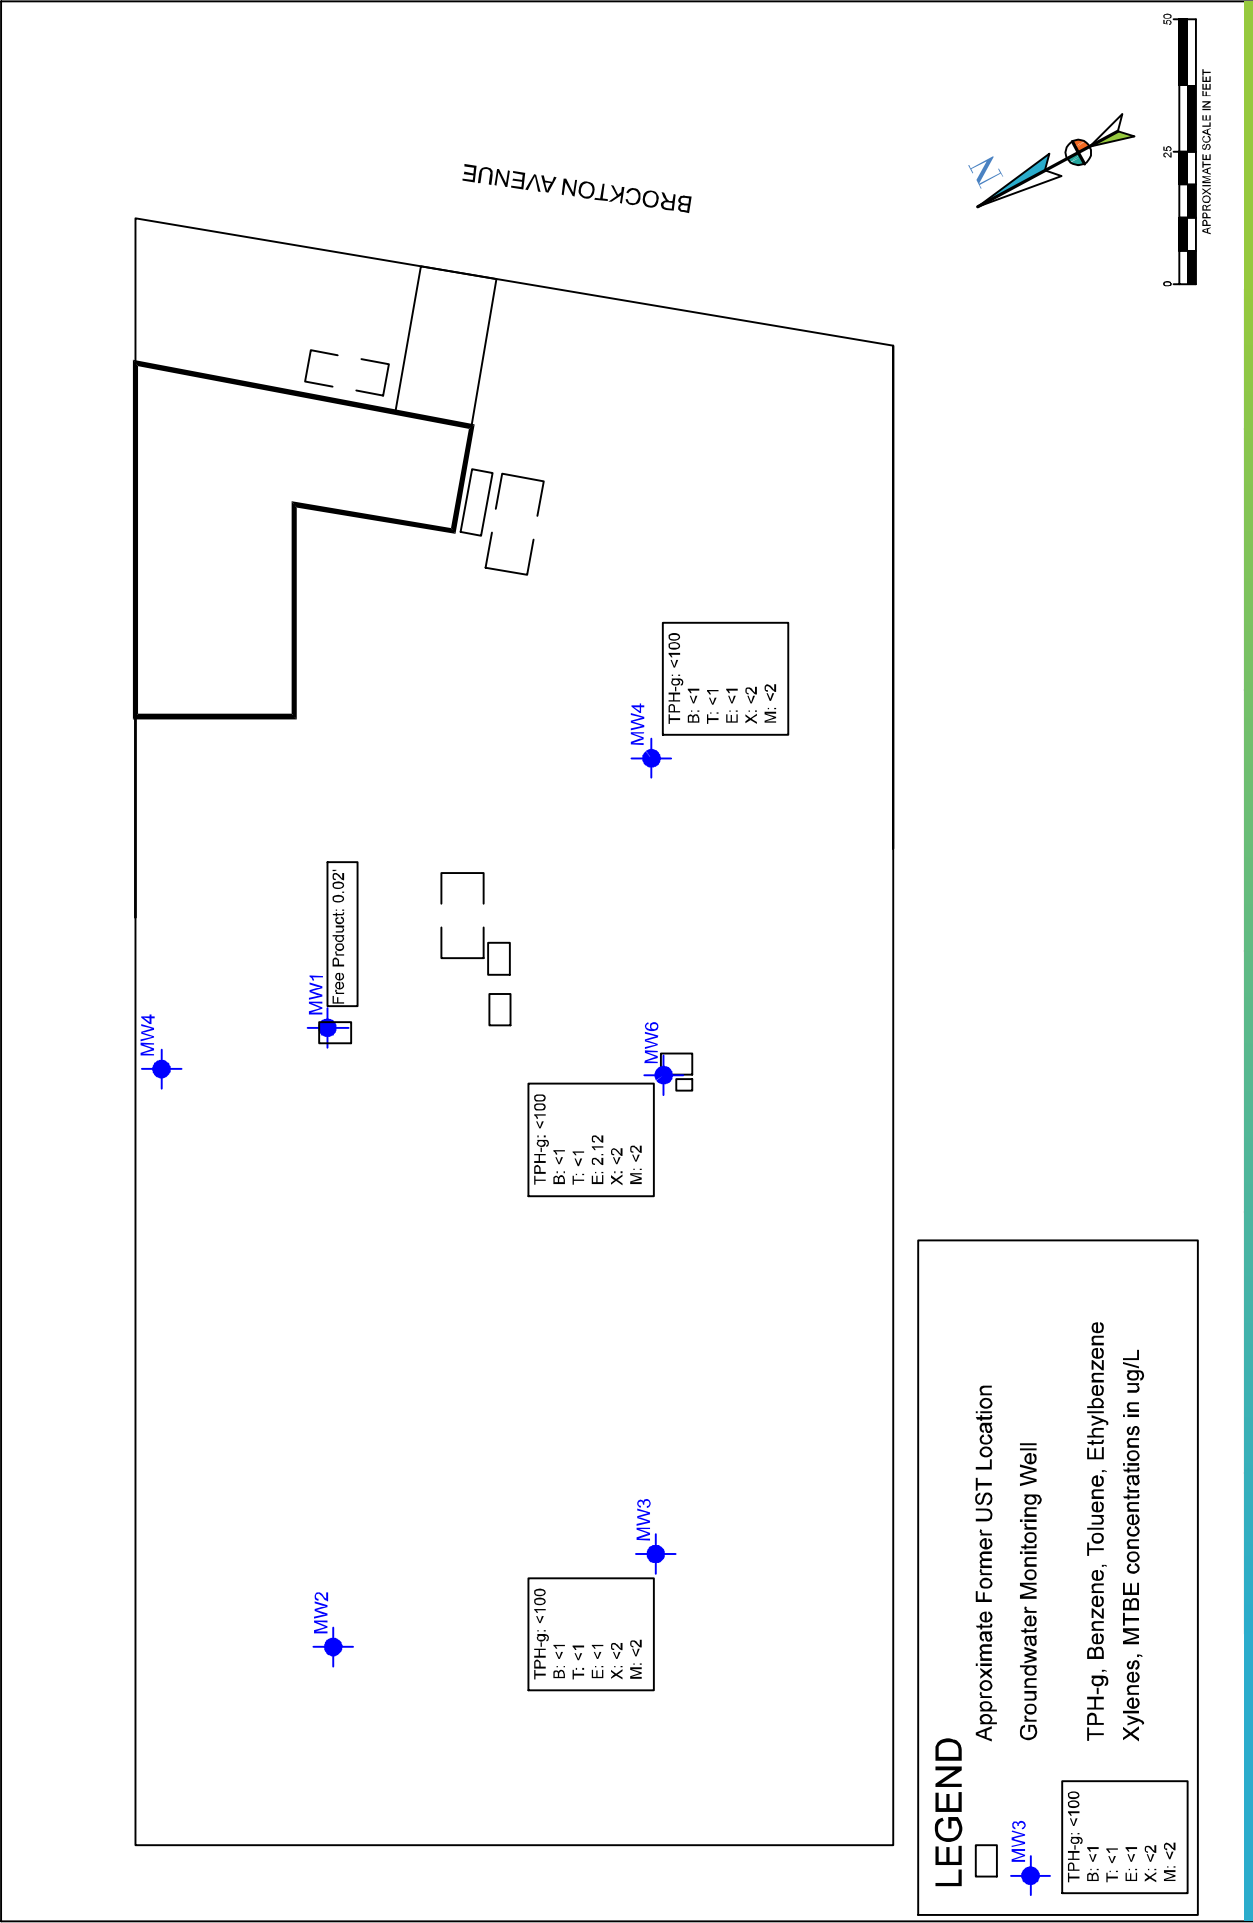 MW4
MW1
Free Product: 0.02'
MW2
TPH-g: <100
B: <1
T: <1
E: <1
X: <2
M: <2
MW3
TPH-g: <100
B: <1
T: <1
E: 2.12
X: <2
M: <2
MW6
MW4
TPH-g: <100
B: <1
T: <1
E: <1
X: <2
M: <2
BROCKTON AVENUE
LEGEND
Approximate Former UST Location
MW3
Groundwater Monitoring Well
TPH-g: <100
B: <1
T: <1
E: <1
X: <2
M: <2
TPH-g, Benzene, Toluene, Ethylbenzene
Xylenes, MTBE concentrations in ug/L
N
0 25 50
APPROXIMATE SCALE IN FEET